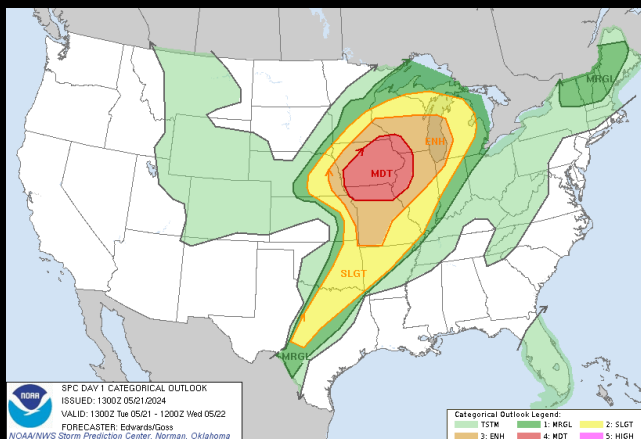 MRGL
ENH
MDT
SLGT
MRGL
NOAA
SPC DAY 1 CATEGORICAL OUTLOOK
ISSUED: 1300Z 05/21/2024
VALID: 1300Z Tue 05/21 - 1200Z Wed 05/22
FORECASTER: Edwards/Goss
NOAA/NWS Storm Prediction Center, Norman, Oklahoma
Categorical Outlook Legend:
TSTM 1: MRGL 2: SLGT
3: ENH 4: MDT 5: HIGH